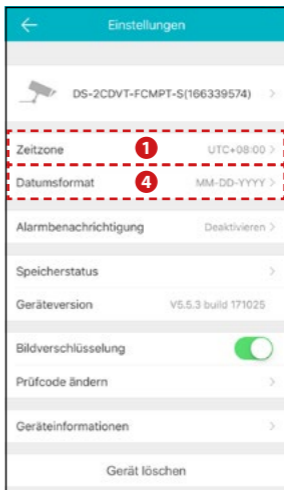 Einstellungen
DS-2CDVT-FCMPT-S(166339574)
Zeitzone 1 UTC+08:00
Datumsformat 4 MM-DD-YYYY
Alarmbenachrichtigung Deaktivieren
Speicherstatus
Geräteversion V5.5.3 build 171025
Bildverschlüsselung
Prüfcode ändern
Geräteinformationen
Gerät löschen